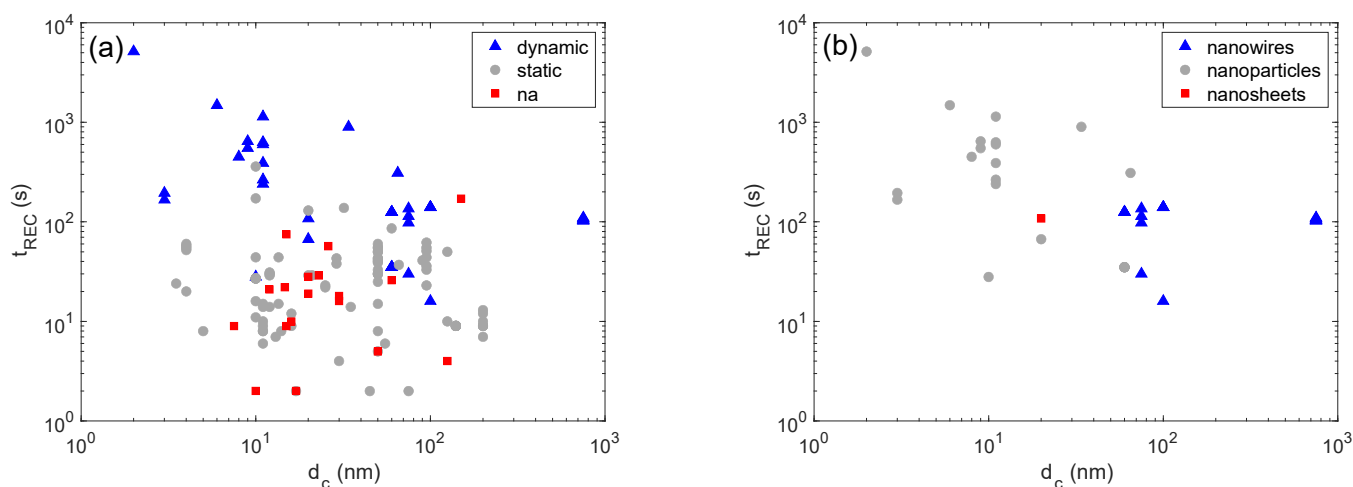 (a)
dynamic
static
na
t_REC (s)
10^4
10^3
10^2
10^1
10^0
10^0 10^1 10^2 10^3
d_c (nm)
(b)
nanowires
nanoparticles
nanosheets
t_REC (s)
10^4
10^3
10^2
10^1
10^0
10^0 10^1 10^2 10^3
d_c (nm)